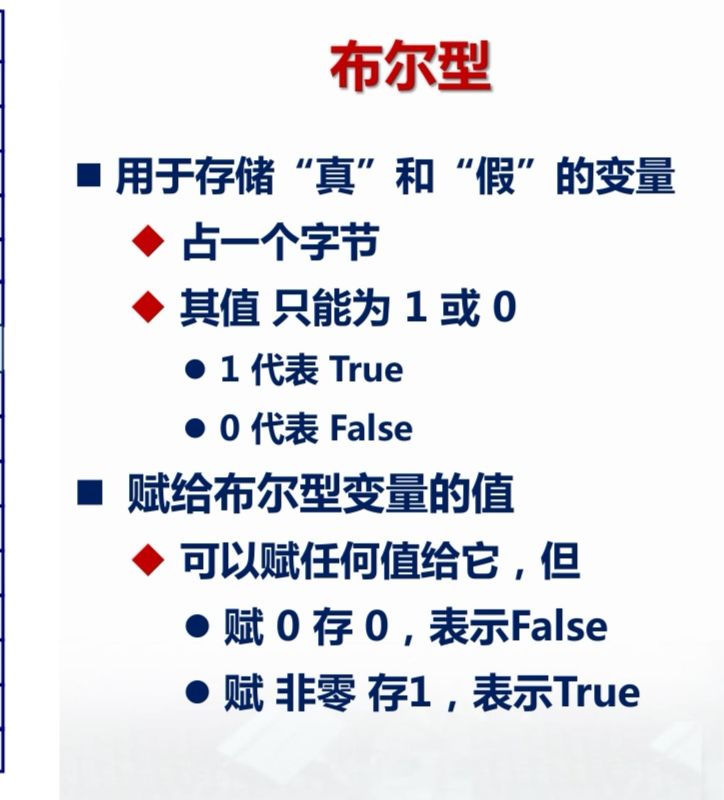 布尔型
用于存储“真”和“假”的变量
占一个字节
其值 只能为 1 或 0
1 代表 True
0 代表 False
赋给布尔型变量的值
可以赋任何值给它，但
赋 0 存 0，表示False
赋 非零 存1，表示True